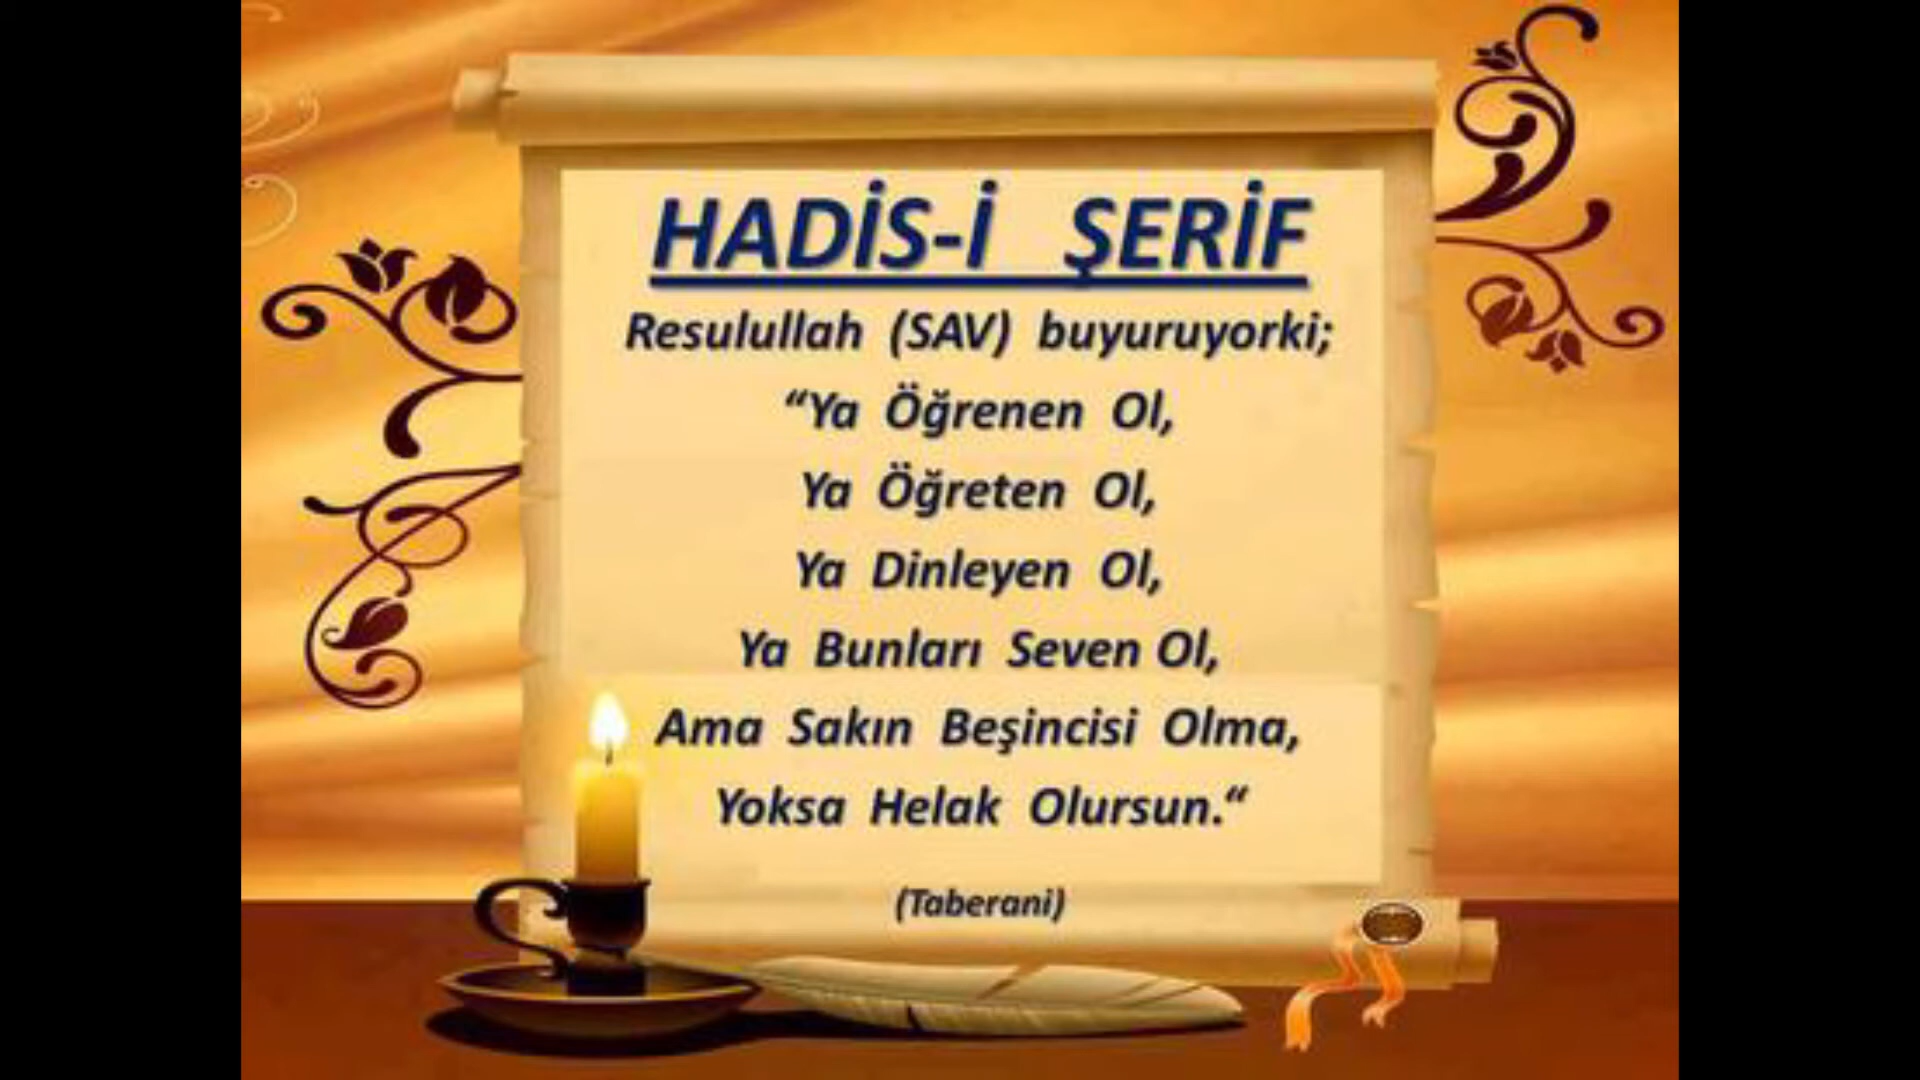 HADİS-İ ŞERİF
Resulullah (SAV) buyuruyorki;
“Ya Öğrenen Ol,
Ya Öğreten Ol,
Ya Dinleyen Ol,
Ya Bunları Seven Ol,
Ama Sakın Beşincisi Olma,
Yoksa Helak Olursun.“
(Taberani)